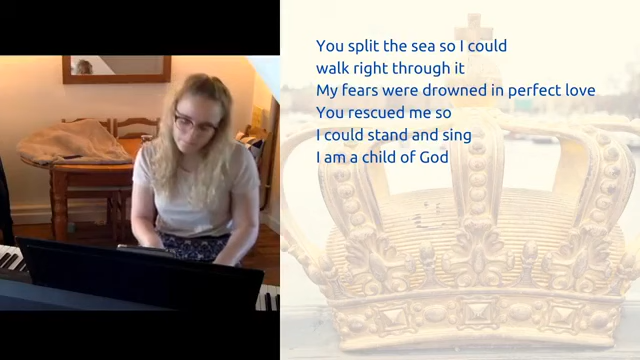 You split the sea so I could
walk right through it
My fears were drowned in perfect love
You rescued me so
I could stand and sing
I am a child of God